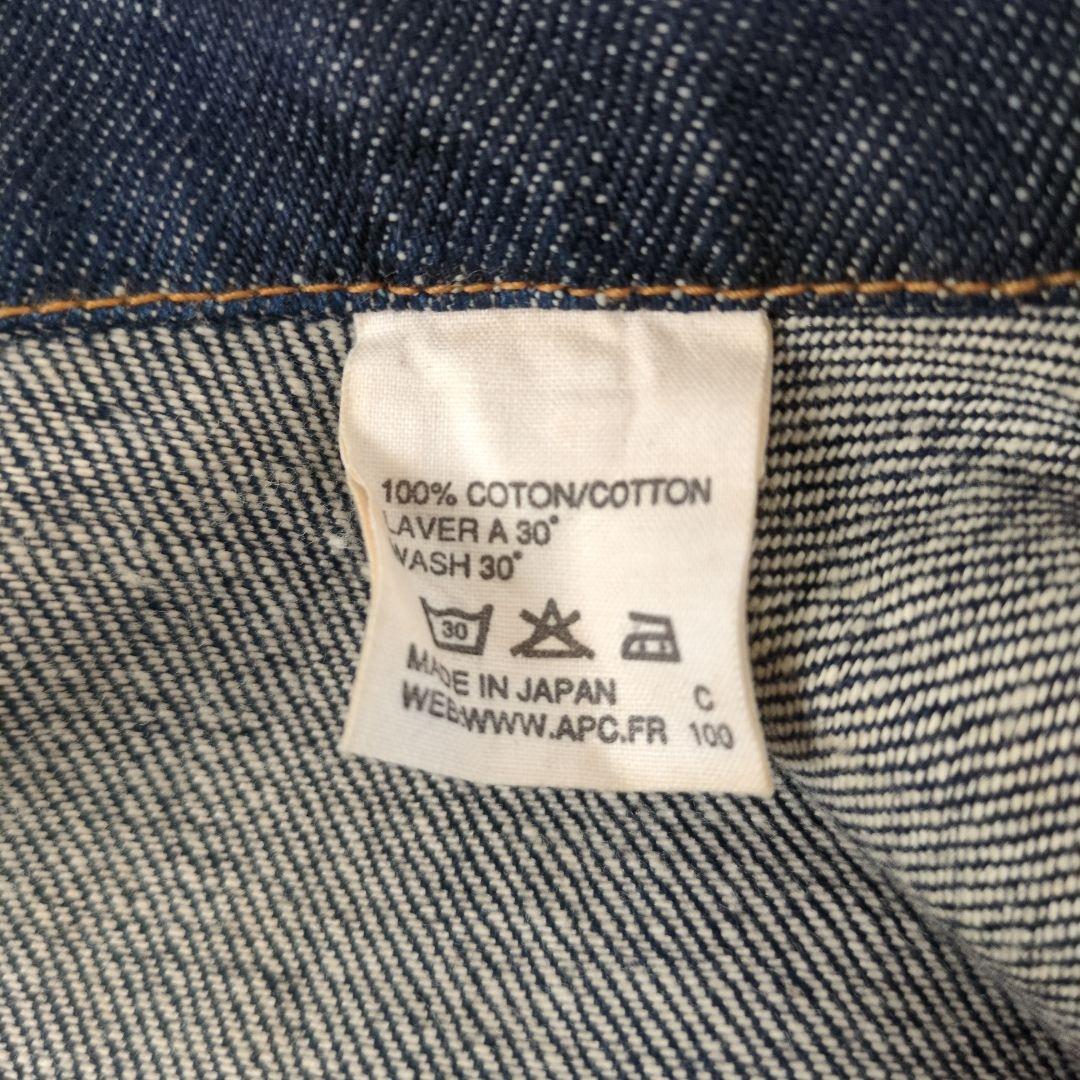 100% COTON/COTTON
LAVER A 30°
WASH 30°
30
MADE IN JAPAN C
WEB:WWW.APC.FR 100